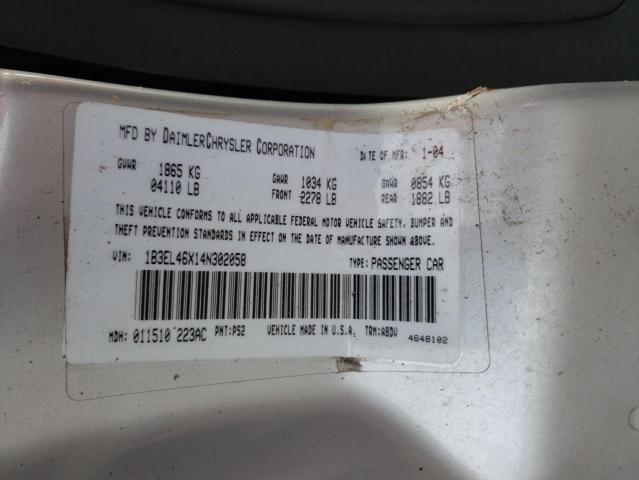 MFD BY DAIMLERCHRYSLER CORPORATION DATE OF MFR: 1-04
GVWR 1865 KG 04110 LB GAWR FRONT 1034 KG 2278 LB GAWR REAR 0854 KG 1882 LB
THIS VEHICLE CONFORMS TO ALL APPLICABLE FEDERAL MOTOR VEHICLE SAFETY, BUMPER AND
THEFT PREVENTION STANDARDS IN EFFECT ON THE DATE OF MANUFACTURE SHOWN ABOVE.
VIN: 1B3EL46X14N302058 TYPE: PASSENGER CAR
MDH: 011510 223AC PNT: PS2 VEHICLE MADE IN U.S.A. TRM: A8DV 4648102